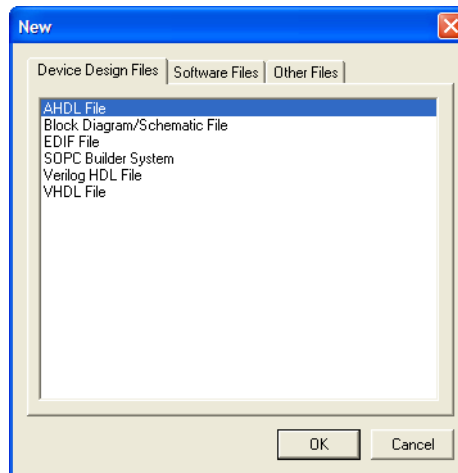 New
Device Design Files Software Files Other Files
AHDL File
Block Diagram/Schematic File
EDIF File
SOPC Builder System
Verilog HDL File
VHDL File
OK Cancel